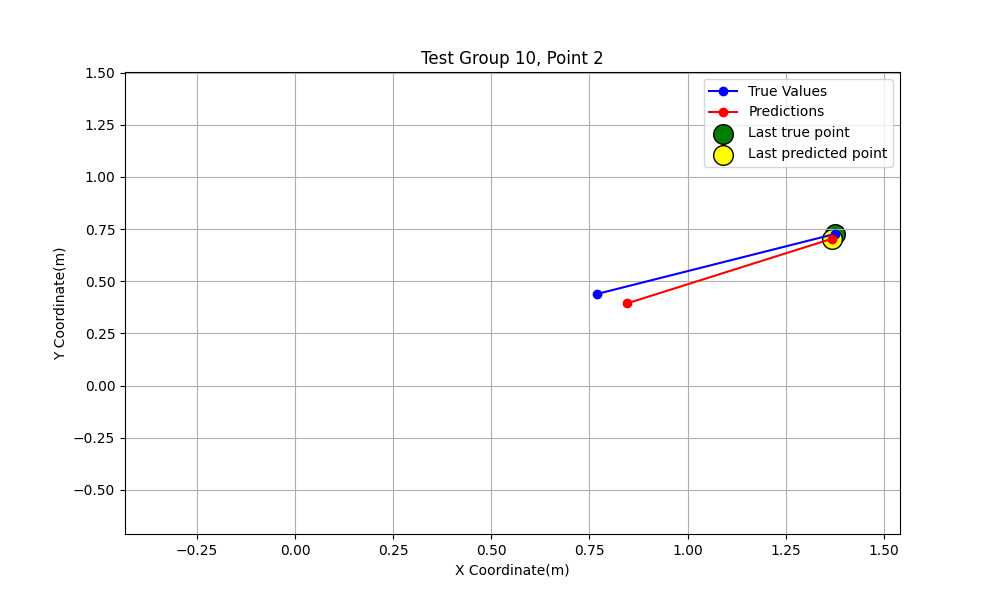 Test Group 10, Point 2
True Values
Predictions
Last true point
Last predicted point
Y Coordinate(m)
1.50
1.25
1.00
0.75
0.50
0.25
0.00
−0.25
−0.50
−0.25
0.00
0.25
0.50
0.75
1.00
1.25
1.50
X Coordinate(m)